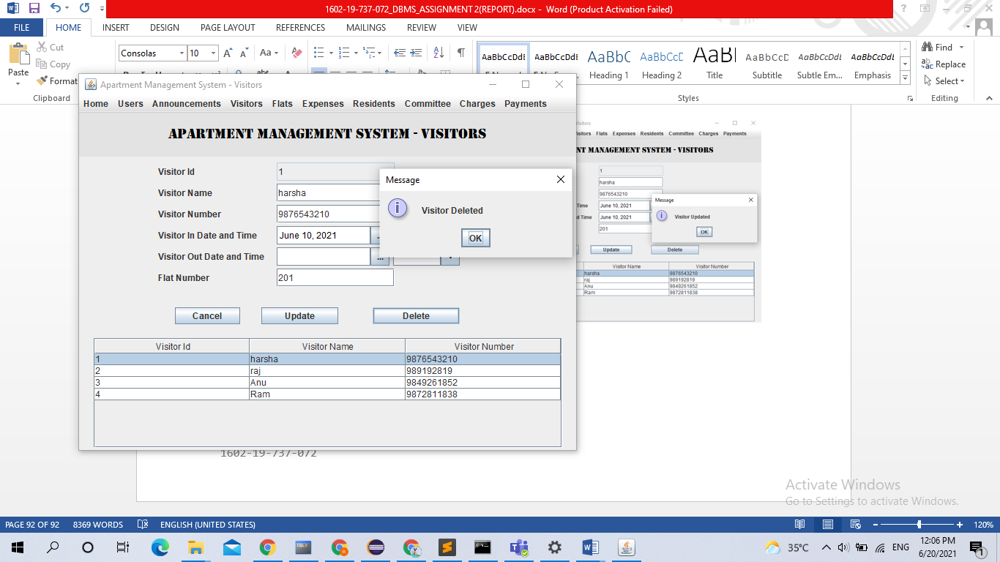 1602-19-737-072_DBMS_ASSIGNMENT 2(REPORT).docx - Word (Product Activation Failed)
FILE HOME INSERT DESIGN PAGE LAYOUT REFERENCES MAILINGS REVIEW VIEW
Paste
Cut
Copy
Format
Clipboard
Consolas 10
AaBbCcDdE AaBbCcDdE AaBbC AaBbCcD AaB AaBbCcD AaBbCcDdE AaBbCcDdE
Heading 1 Heading 2 Title Subtitle Subtle Em... Emphasis
Styles
Find
Replace
Select
Editing
Apartment Management System - Visitors
Home Users Announcements Visitors Flats Expenses Residents Committee Charges Payments
APARTMENT MANAGEMENT SYSTEM - VISITORS
Visitor Id 1
Visitor Name harsha
Visitor Number 9876543210
Visitor In Date and Time June 10, 2021
Visitor Out Date and Time ...
Flat Number 201
Message
Visitor Deleted
OK
Cancel Update Delete
Visitor Id Visitor Name Visitor Number
1 harsha 9876543210
2 raj 989192819
3 Anu 9849261852
4 Ram 9872811838
Flats Expenses Residents Committee Charges Payments
MANAGEMENT SYSTEM - VISITORS
1
harsha
9876543210
Time June 10, 2021
Time June 10, 2021
201
Message
Visitor Updated
OK
Update Delete
Visitor Name Visitor Number
harsha 9876543210
raj 989192819
Anu 9849261852
Ram 9872811838
1602-19-737-072
Activate Windows
Go to Settings to activate Windows.
PAGE 92 OF 92 8369 WORDS ENGLISH (UNITED STATES) 120%
35°C ENG 12:06 PM
6/20/2021
1